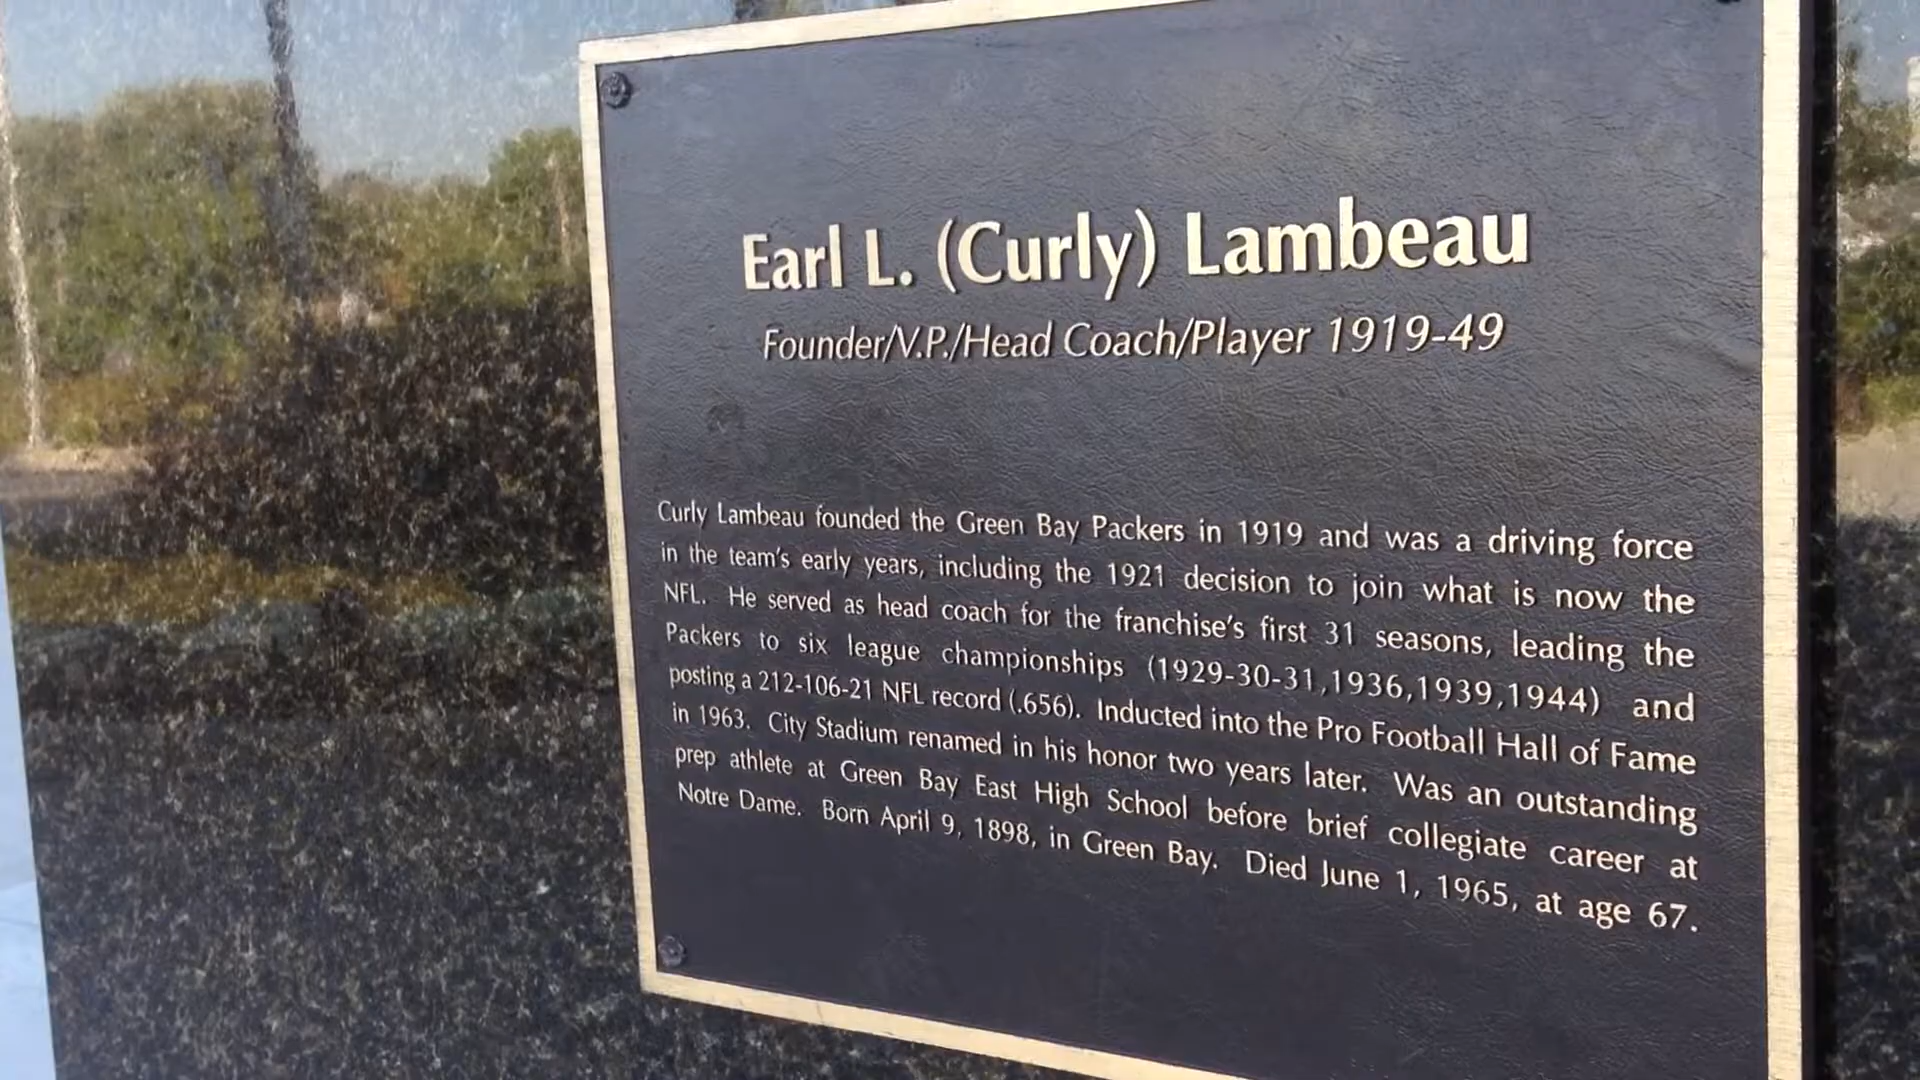 Earl L. (Curly) Lambeau
Founder/V.P./Head Coach/Player 1919-49
Curly Lambeau founded the Green Bay Packers in 1919 and was a driving force
in the team's early years, including the 1921 decision to join what is now the
NFL. He served as head coach for the franchise's first 31 seasons, leading the
Packers to six league championships (1929-30-31,1936,1939,1944) and
posting a 212-106-21 NFL record (.656). Inducted into the Pro Football Hall of Fame
in 1963. City Stadium renamed in his honor two years later. Was an outstanding
prep athlete at Green Bay East High School before brief collegiate career at
Notre Dame. Born April 9, 1898, in Green Bay. Died June 1, 1965, at age 67.